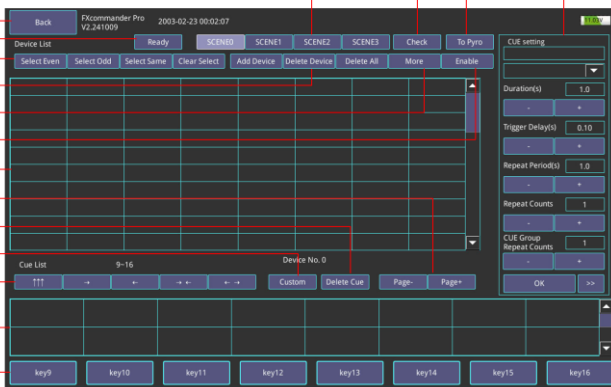 Back
FXcommander Pro
V2.241009
2003-02-23 00:02:07
11.03V
Device List
Ready
SCENE0 SCENE1 SCENE2 SCENE3 Check To Pyro
Select Even Select Odd Select Same Clear Select Add Device Delete Device Delete All More Enable
CUE setting
Duration(s) 1.0
- +
Trigger Delay(s) 0.10
- +
Repeat Period(s) 1.0
- +
Repeat Counts 1
- +
CUE Group
Repeat Counts 1
- +
OK >>
Cue List 9~16 Device No. 0
↑↑↑ → ← → ← ← → Custom Delete Cue Page- Page+
key9 key10 key11 key12 key13 key14 key15 key16